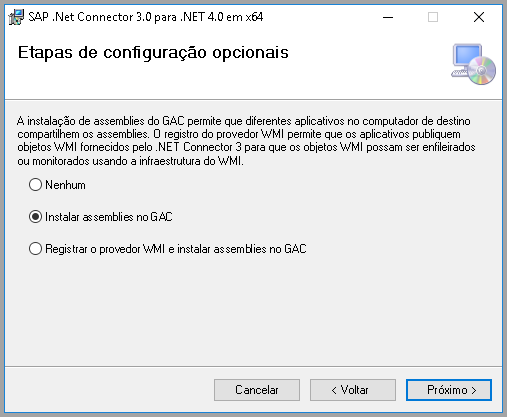 SAP .Net Connector 3.0 para .NET 4.0 em x64
Etapas de configuração opcionais
A instalação de assemblies do GAC permite que diferentes aplicativos no computador de destino
compartilhem os assemblies. O registro do provedor WMI permite que os aplicativos publiquem
objetos WMI fornecidos pelo .NET Connector 3 para que os objetos WMI possam ser enfileirados
ou monitorados usando a infraestrutura do WMI.
Nenhum
Instalar assemblies no GAC
Registrar o provedor WMI e instalar assemblies no GAC
Cancelar
< Voltar
Próximo >